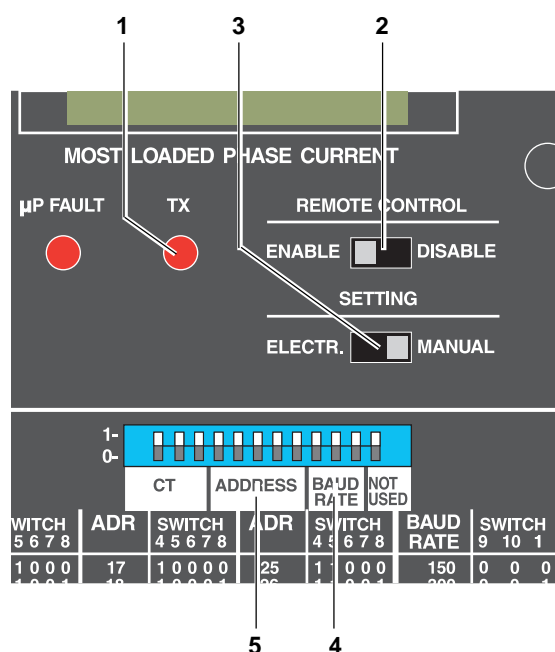 1 3 2
MOST LOADED PHASE CURRENT
µP FAULT TX REMOTE CONTROL
ENABLE DISABLE
SETTING
ELECTR. MANUAL
1-
0-
CT ADDRESS BAUD RATE NOT USED
WITCH ADR SWITCH ADR SWITCH BAUD RATE SWITCH
5 6 7 8 4 5 6 7 8 4 5 6 7 8 9 10 1
1 0 0 0 17 1 0 0 0 0 25 1 1 0 0 0 150 0 0 0
5 4